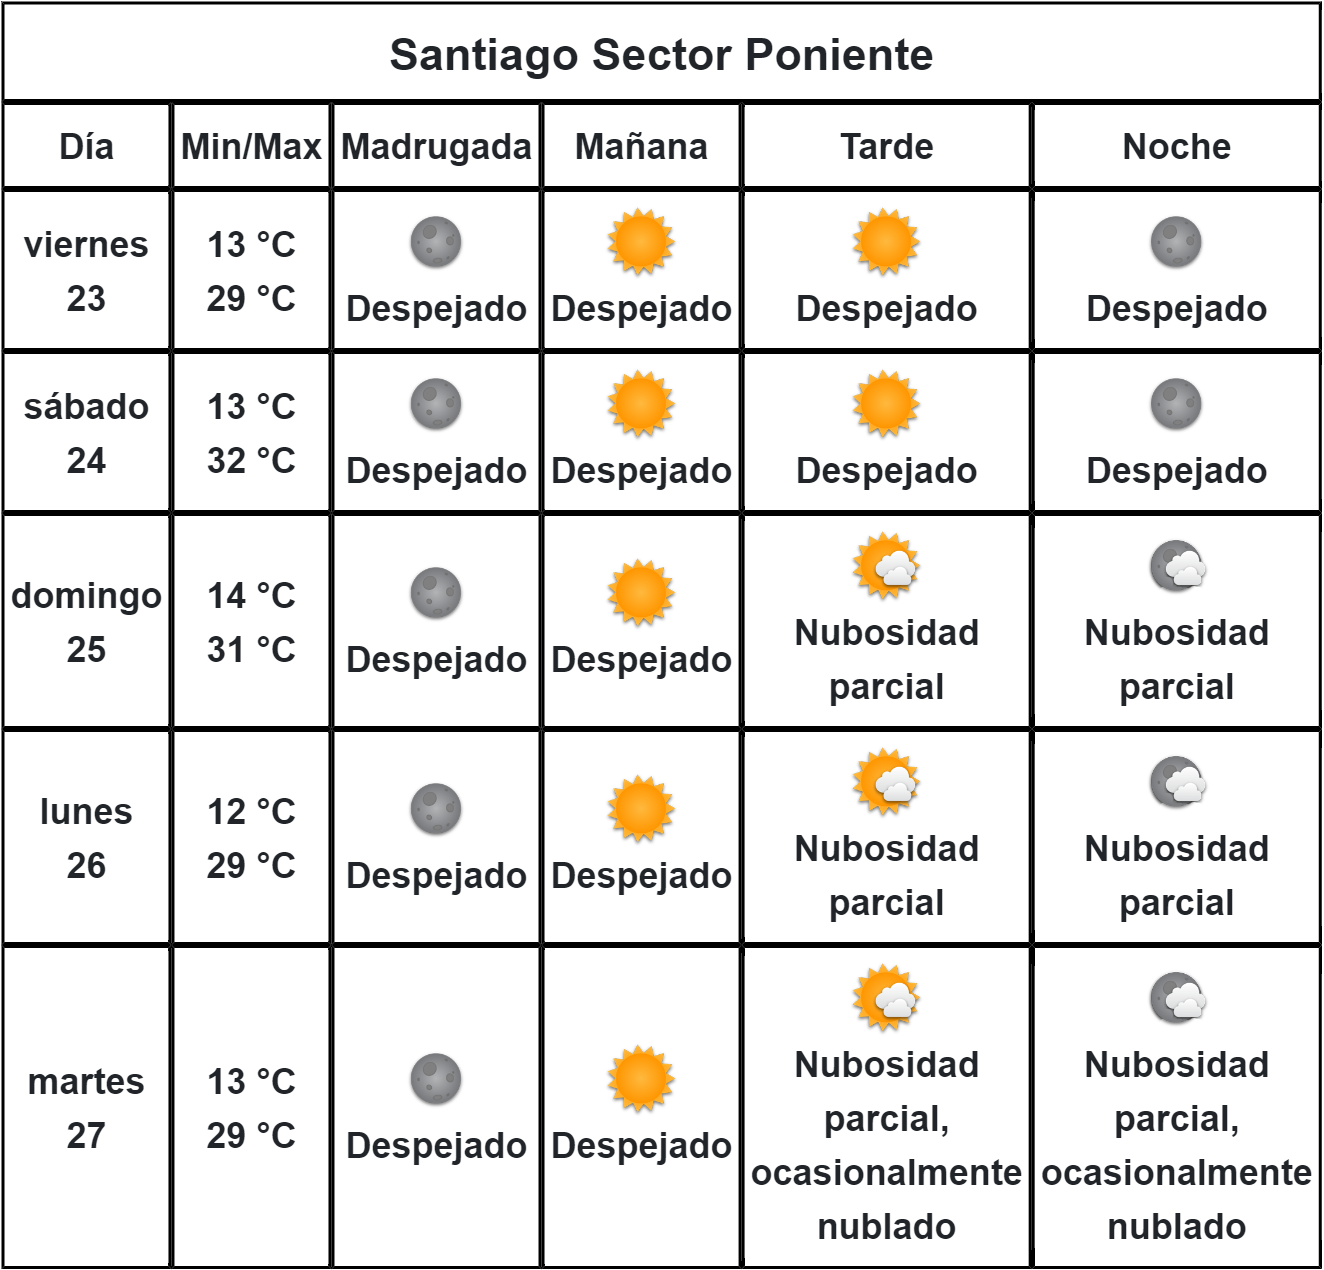 Santiago Sector Poniente
Día Min/Max Madrugada Mañana Tarde Noche
viernes
23
13 °C
29 °C
Despejado
Despejado
Despejado
Despejado
sábado
24
13 °C
32 °C
Despejado
Despejado
Despejado
Despejado
domingo
25
14 °C
31 °C
Despejado
Despejado
Nubosidad
parcial
Nubosidad
parcial
lunes
26
12 °C
29 °C
Despejado
Despejado
Nubosidad
parcial
Nubosidad
parcial
martes
27
13 °C
29 °C
Despejado
Despejado
Nubosidad
parcial,
ocasionalmente
nublado
Nubosidad
parcial,
ocasionalmente
nublado